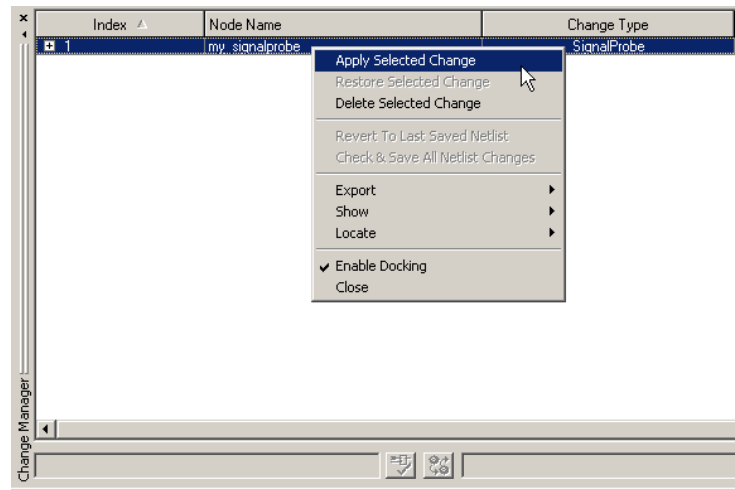 Index Node Name Change Type
1 my_signalprobe SignalProbe
Apply Selected Change
Restore Selected Change
Delete Selected Change
Revert To Last Saved Netlist
Check & Save All Netlist Changes
Export
Show
Locate
Enable Docking
Close
Change Manager